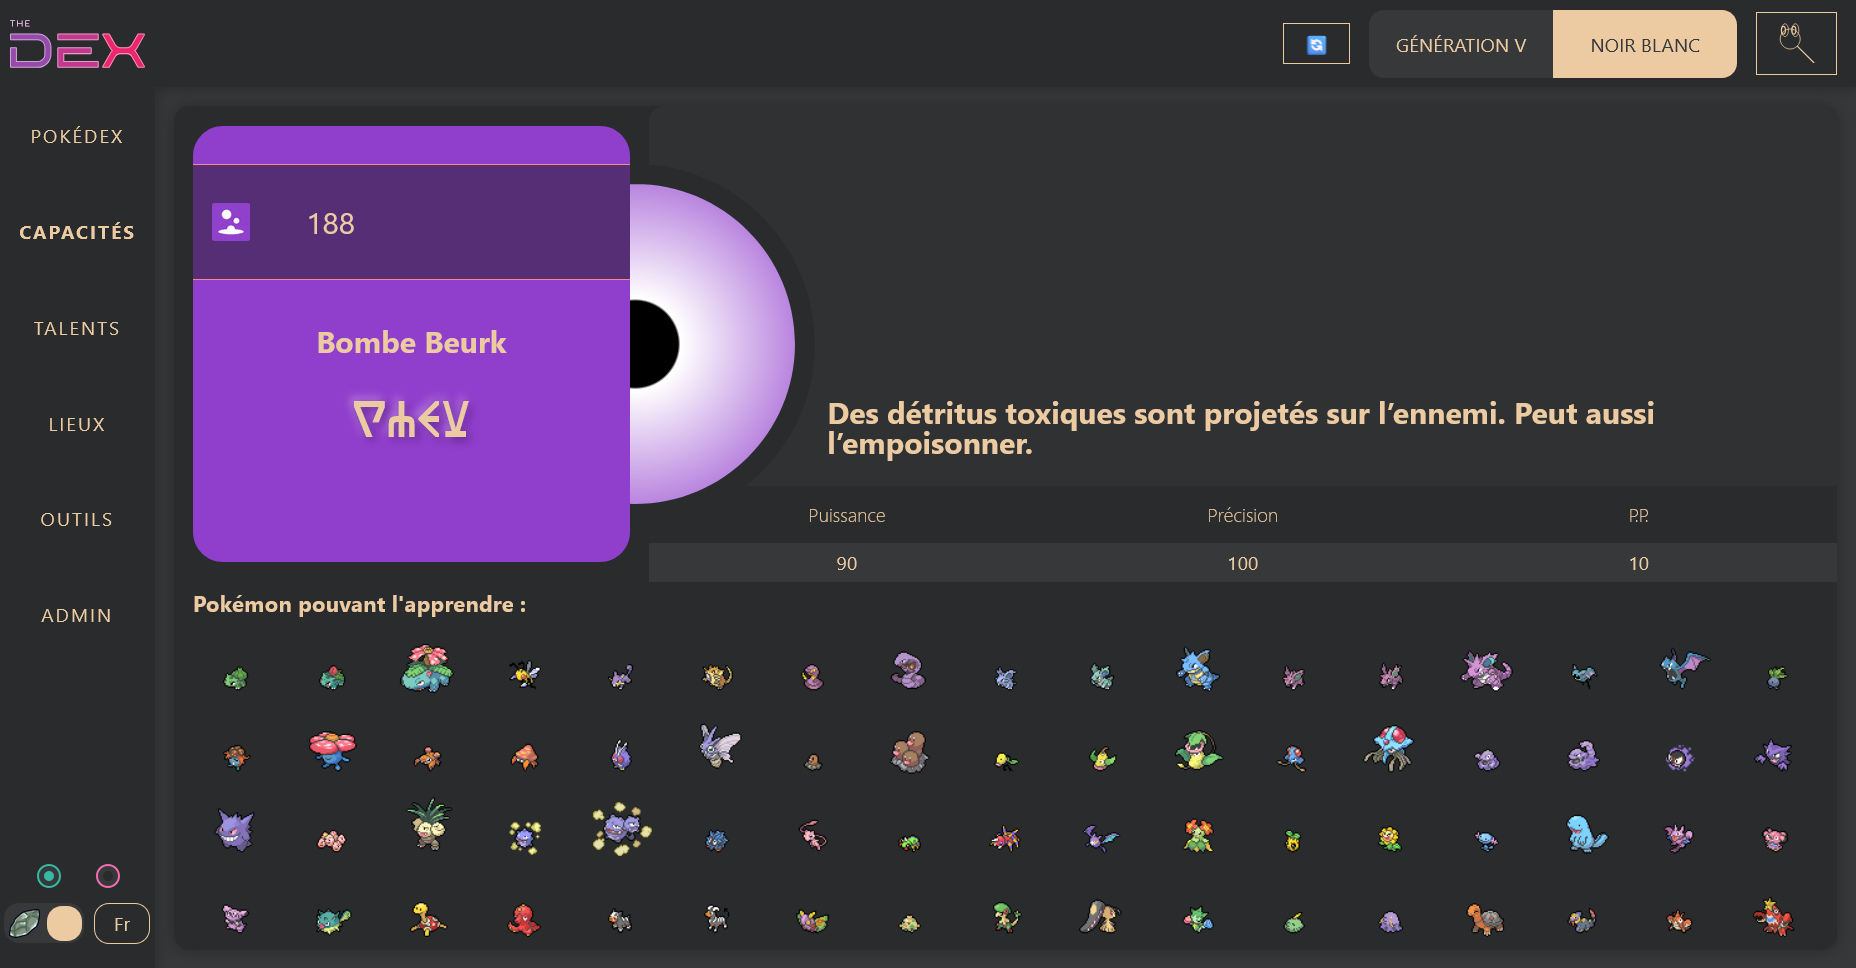 THE
DEX
GÉNÉRATION V
NOIR BLANC
POKÉDEX
CAPACITÉS
TALENTS
LIEUX
OUTILS
ADMIN
Fr
188
Bombe Beurk
Des détritus toxiques sont projetés sur l’ennemi. Peut aussi
l’empoisonner.
Puissance Précision P.P.
90 100 10
Pokémon pouvant l'apprendre :